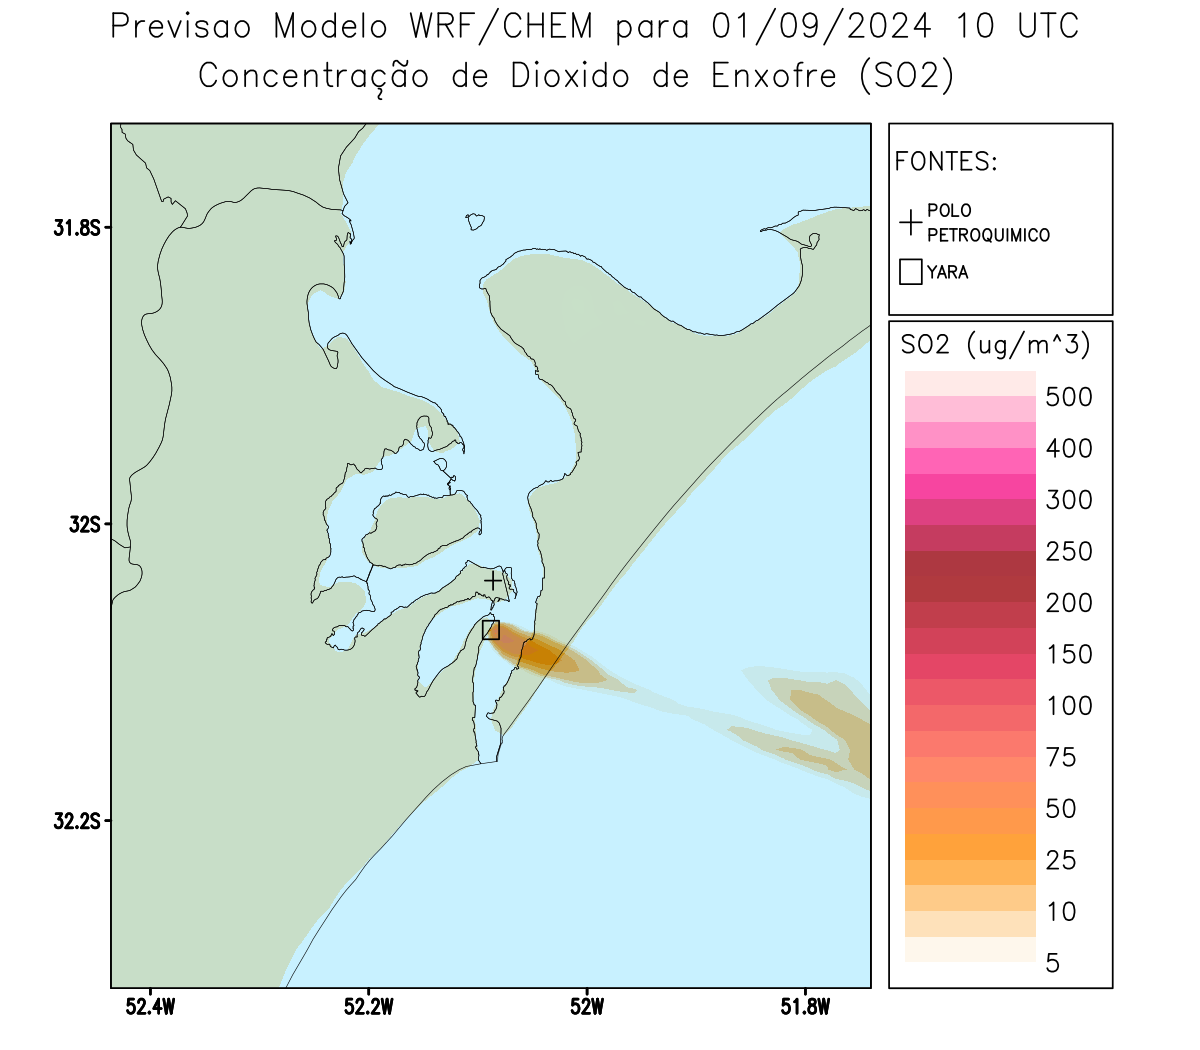 Previsao Modelo WRF/CHEM para 01/09/2024 10 UTC
Concentração de Dioxido de Enxofre (SO2)
FONTES:
POLO
PETROQUIMICO
YARA
31.8S
32S
32.2S
52.4W
52.2W
52W
51.8W
SO2 (ug/m^3)
500
400
300
250
200
150
100
75
50
25
10
5